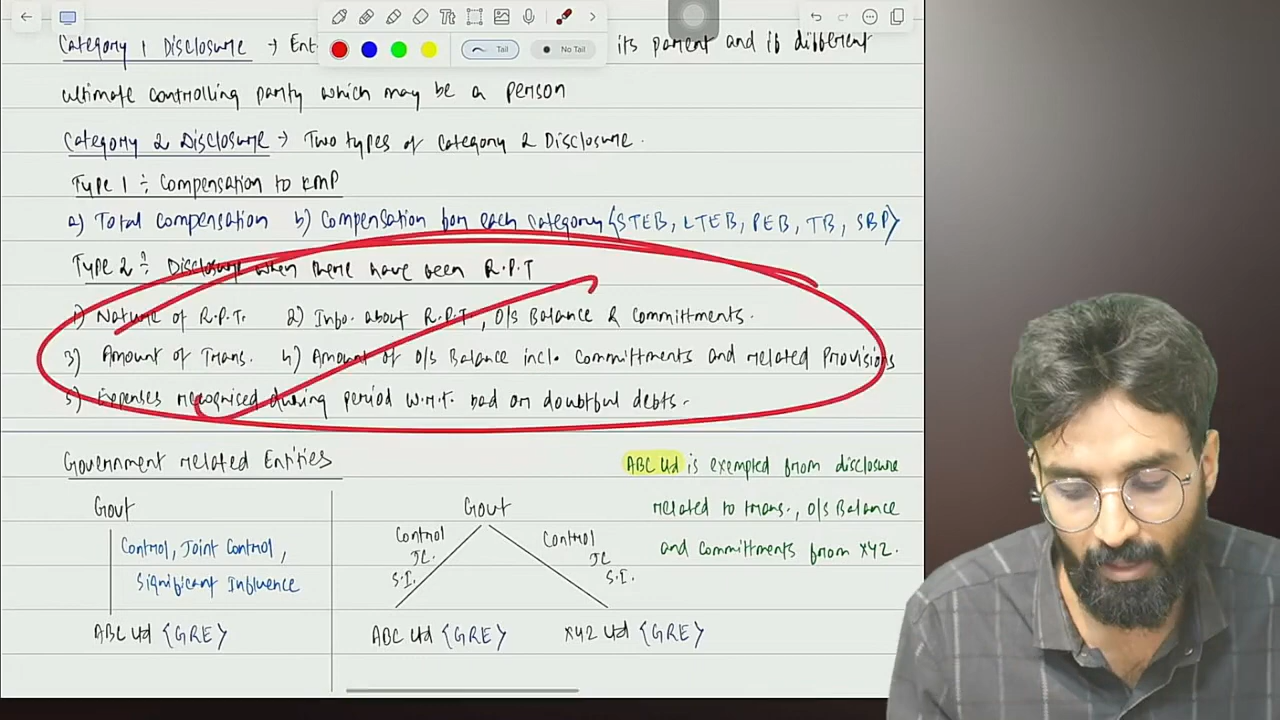 Category 1 Disclosure → Ent its parent and if different
ultimate controlling party which may be a person
Category 2 Disclosure → Two types of Category 2 Disclosure.
Type 1 : Compensation to KMP
a) Total compensation b) Compensation for each category {STEB, LTEB, PEB, TB, SBP}
Type 2 : Disclosure when there have been R.P.T
1) Nature of R.P.T. 2) Info. about R.P.T., O/S Balance & Committments.
3) Amount of Trans. 4) Amount of O/S Balance incl. Committments and related Provisions
5) Expenses recognised during period w.r.t. bad or doubtful debts.
Government related Entities
ABC Ltd is exempted from disclosure
related to trans., O/S Balance
and committments from XYZ.
Govt
Control, Joint Control,
Significant Influence
ABC Ltd {GRE}
Govt
Control
JC.
S.I.
Control
JC
S.I.
ABC Ltd {GRE} XYZ Ltd {GRE}
Tail
No Tail